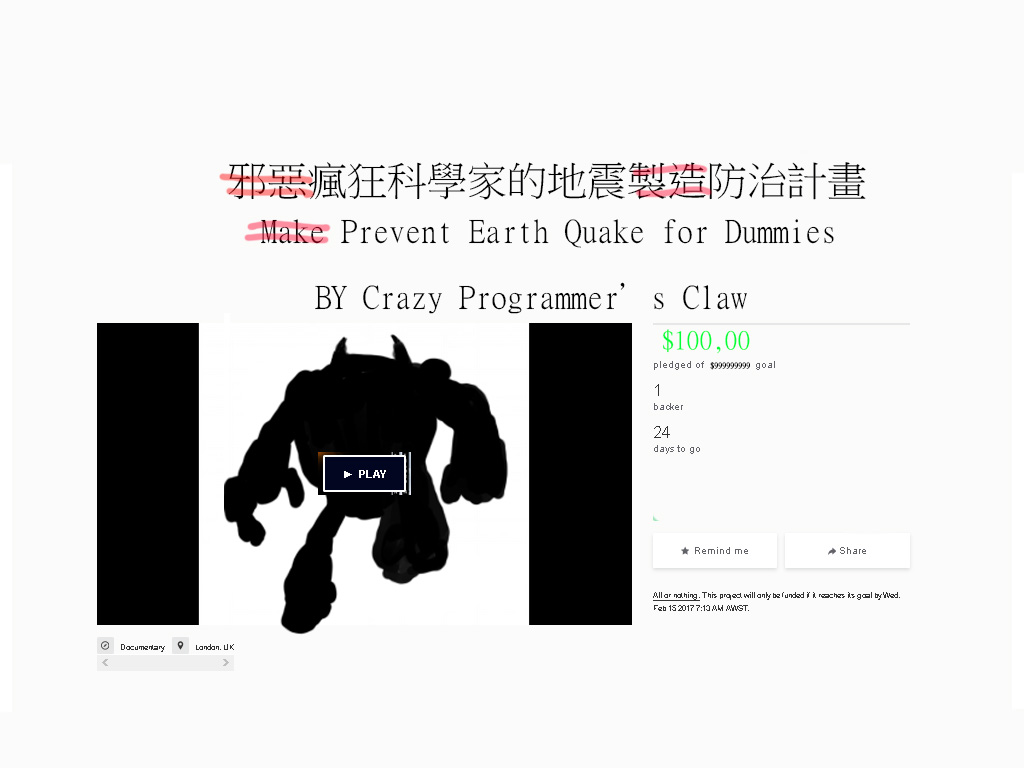 邪惡瘋狂科學家的地震製造防治計畫
Make Prevent Earth Quake for Dummies
BY Crazy Programmer's Claw
$100,00
pledged of $999999999 goal
1
backer
24
days to go
PLAY
Remind me
Share
All or nothing. This project will only be funded if it reaches its goal by Wed.
Feb 15 2017 7:13 AM AWST.
Documentary
London, UK